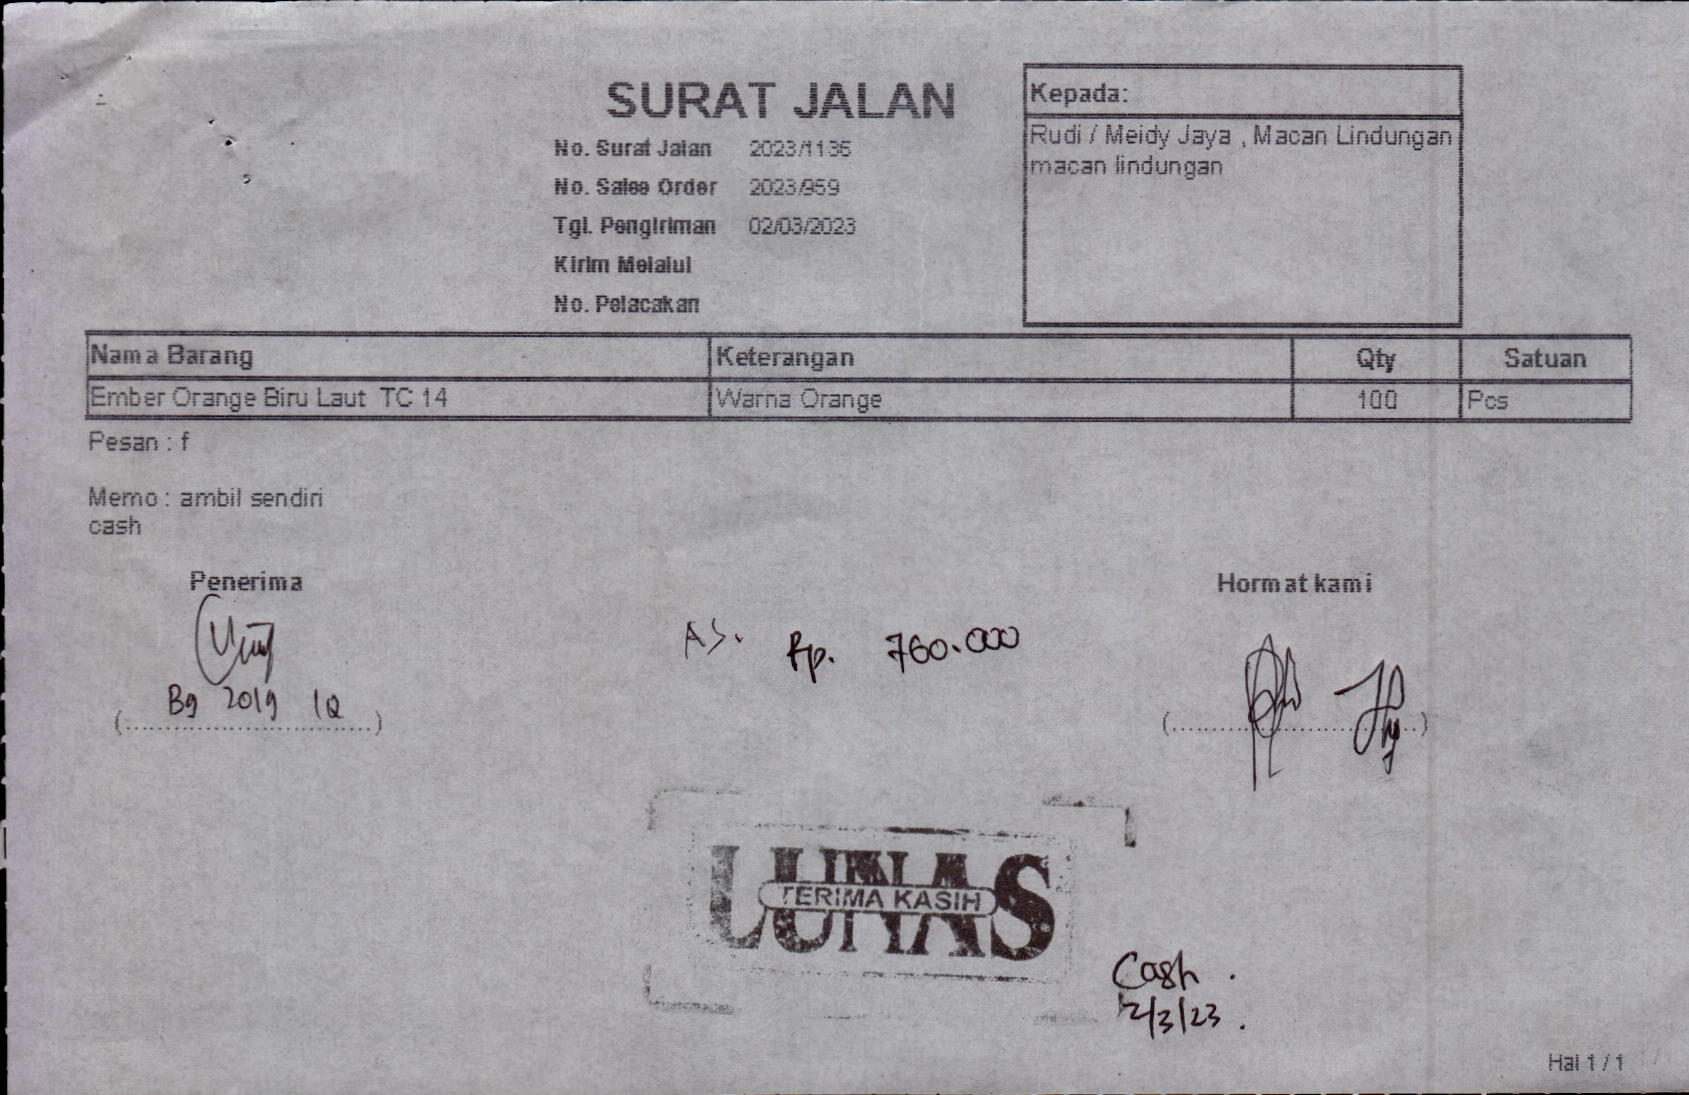 SURAT JALAN
No. Surat Jalan 2023/1135
No. Sales Order 2023/959
Tgl. Pengiriman 02/03/2023
Kirim Melalui
No. Pelacakan
Kepada:
Rudi / Meidy Jaya , Macan Lindungan
macan lindungan
Nama Barang Keterangan Qty Satuan
Ember Orange Biru Laut TC 14 Warna Orange 100 Pcs
Pesan : f
Memo : ambil sendiri
cash
Penerima
Hormat kami
AS. Rp. 760.000
Bg 2019 IQ
LUNAS
TERIMA KASIH
Cash .
2/3/23 .
Hal 1 / 1